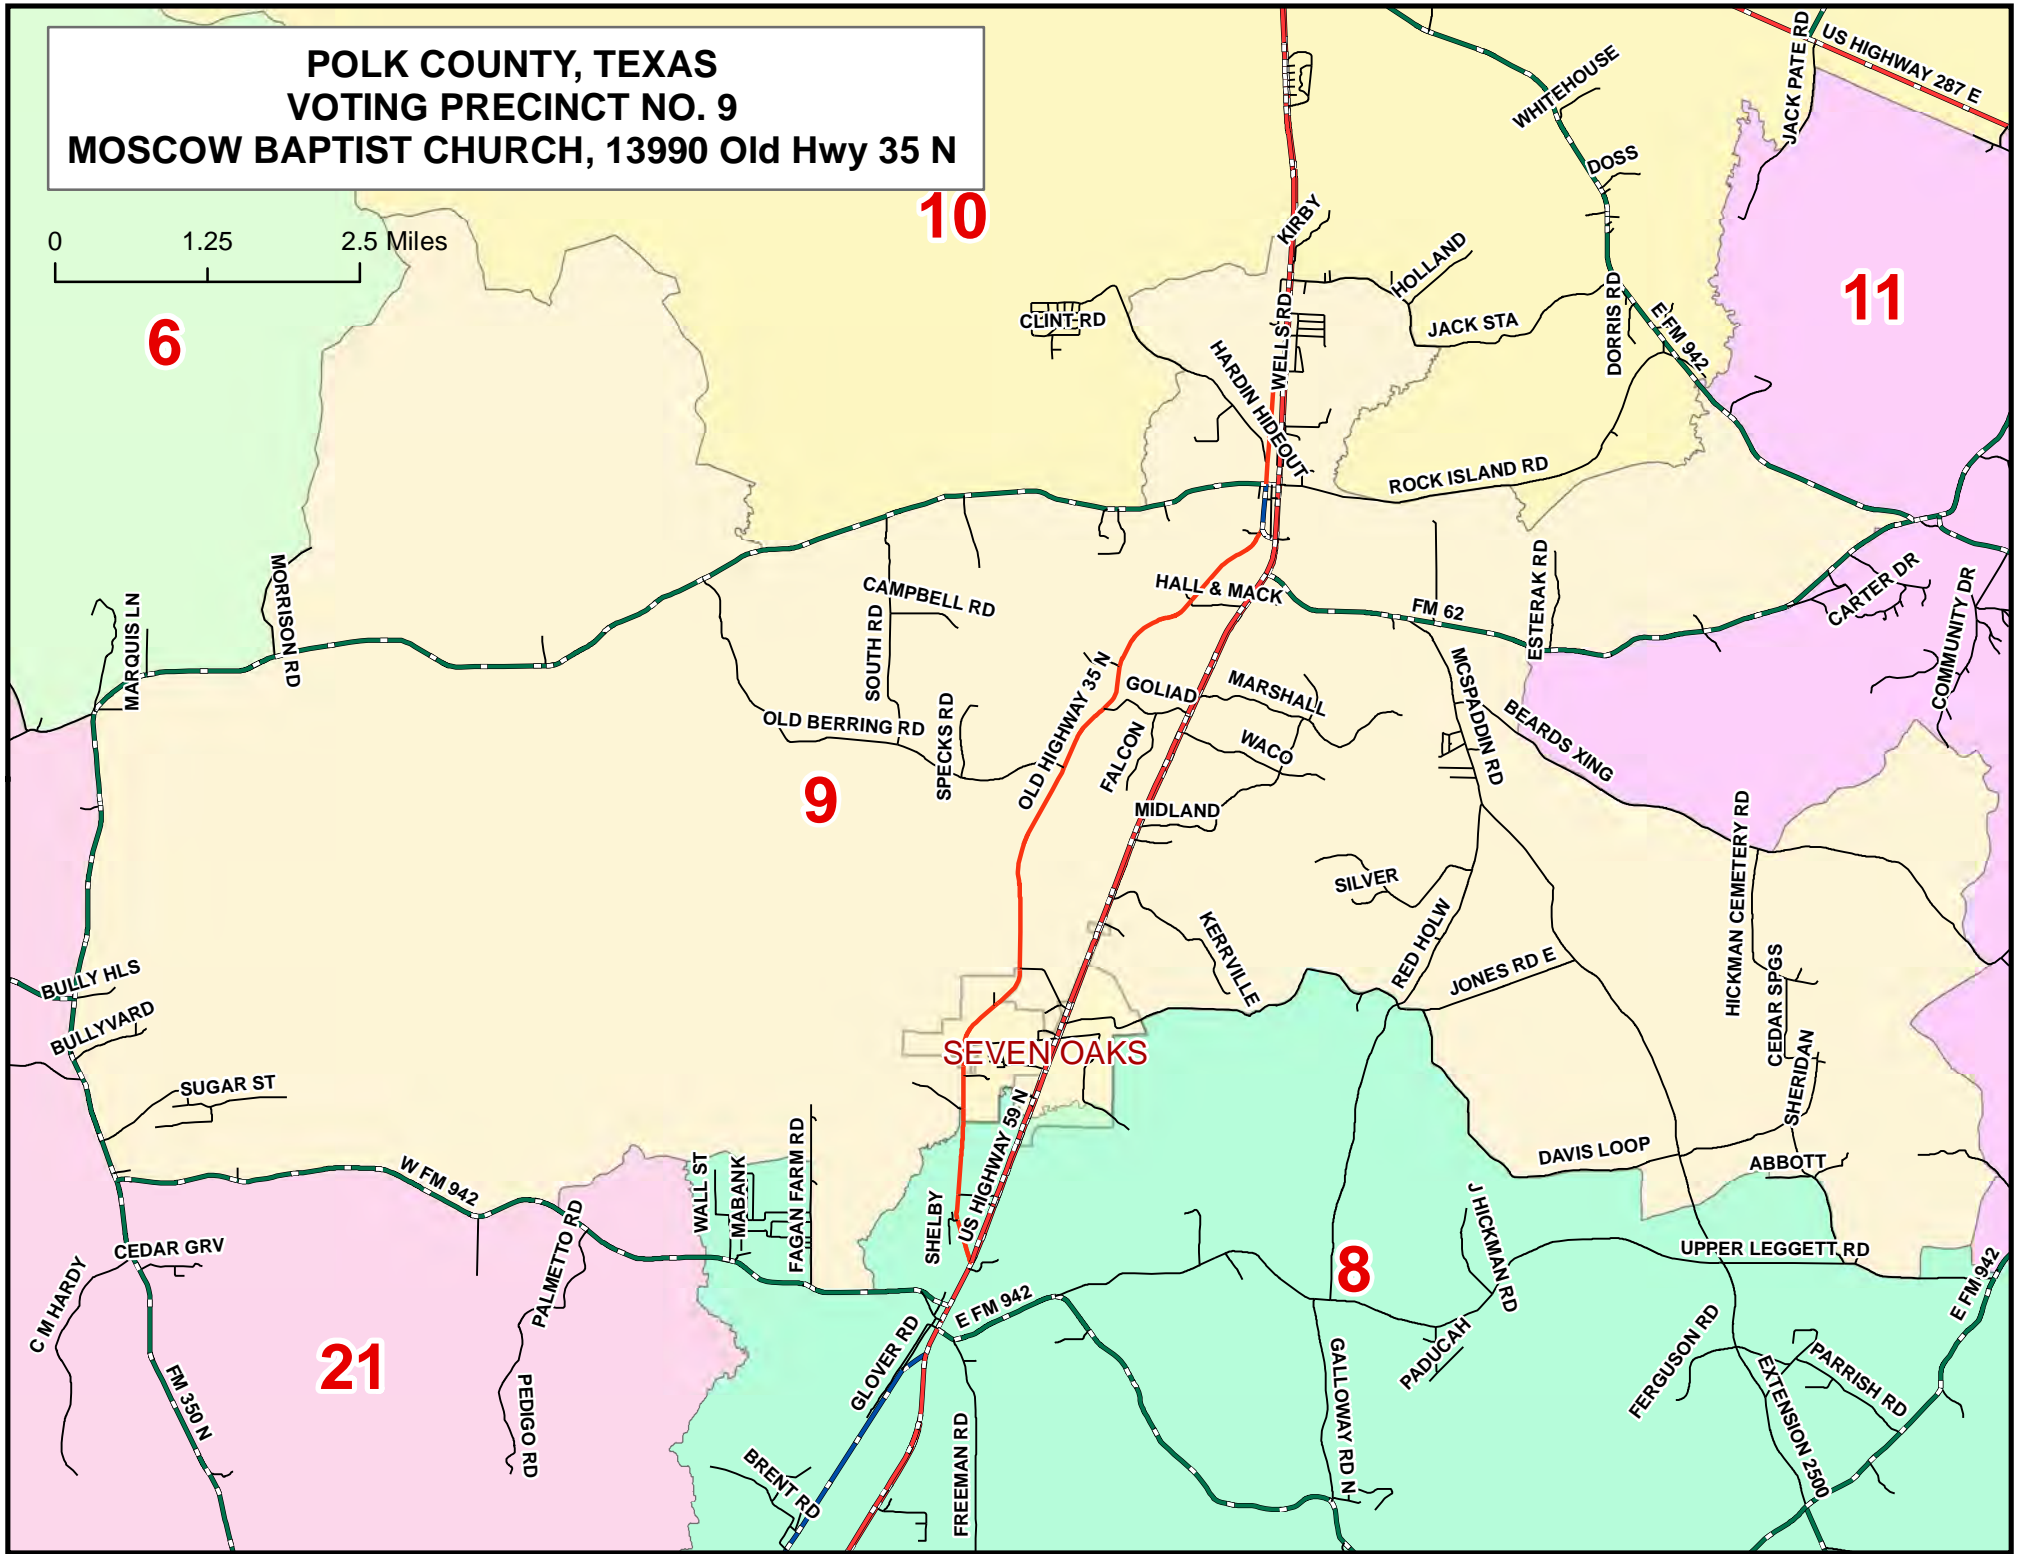 POLK COUNTY, TEXAS
VOTING PRECINCT NO. 9
MOSCOW BAPTIST CHURCH, 13990 Old Hwy 35 N
0 1.25 2.5 Miles
10
6
11
9
8
21
SEVEN OAKS
US HIGHWAY 287 E
JACK PATE RD
WHITEHOUSE
DOSS
KIRBY
HOLLAND
JACK STA
DORRIS RD
E FM 942
CLINT RD
WELLS RD
HARDIN HIDEOUT
ROCK ISLAND RD
MORRISON RD
MARQUIS LN
CAMPBELL RD
SOUTH RD
HALL & MACK
FM 62
ESTERAK RD
CARTER DR
COMMUNITY DR
OLD BERRING RD
SPECKS RD
OLD HIGHWAY 35 N
GOLIAD
MARSHALL
FALCON
WACO
MCSPADDIN RD
BEARDS XING
MIDLAND
SILVER
HICKMAN CEMETERY RD
KERRVILLE
RED HOLW
JONES RD E
CEDAR SPGS
SHERIDAN
BULLY HLS
BULLYVARD
SUGAR ST
US HIGHWAY 59 N
DAVIS LOOP
ABBOTT
W FM 942
WALL ST
MABANK
FAGAN FARM RD
SHELBY
PALMETTO RD
CEDAR GRV
C M HARDY
J HICKMAN RD
UPPER LEGGETT RD
E FM 942
E FM 942
GLOVER RD
FM 350 N
PEDIGO RD
BRENT RD
FREEMAN RD
GALLOWAY RD N
PADUCAH
FERGUSON RD
EXTENSION 2500
PARRISH RD